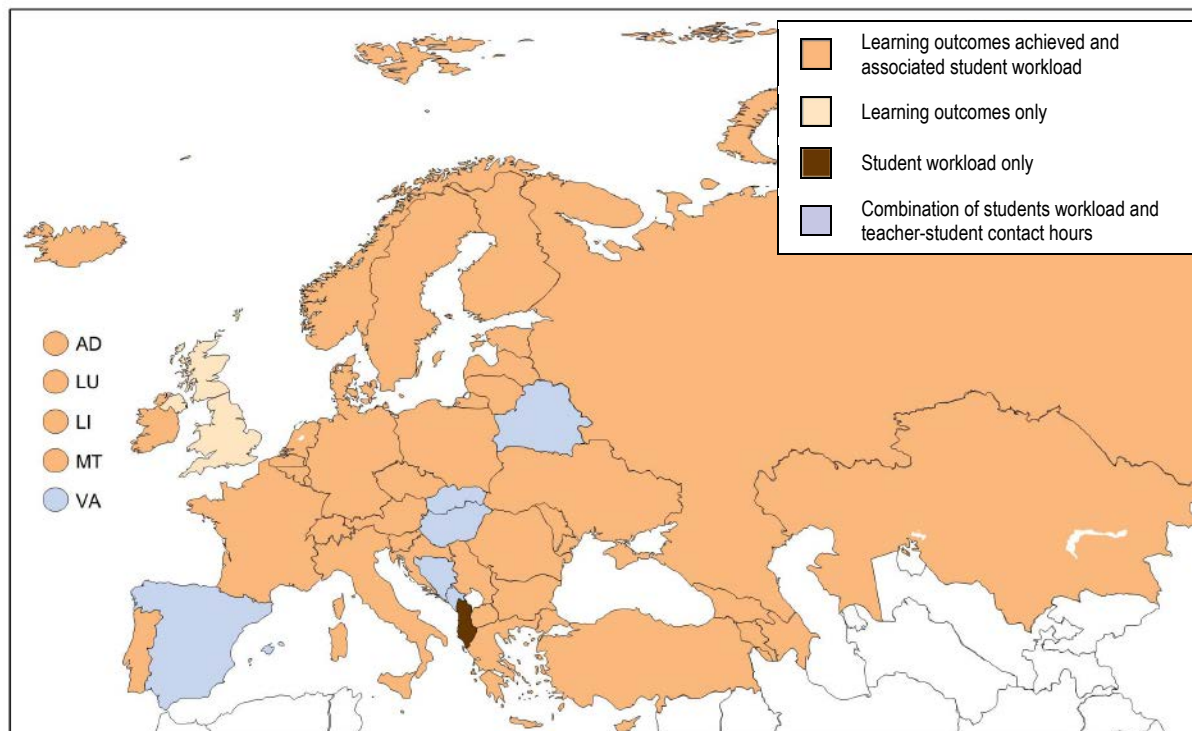 Learning outcomes achieved and
associated student workload
Learning outcomes only
Student workload only
Combination of students workload and
teacher-student contact hours
AD
LU
LI
MT
VA